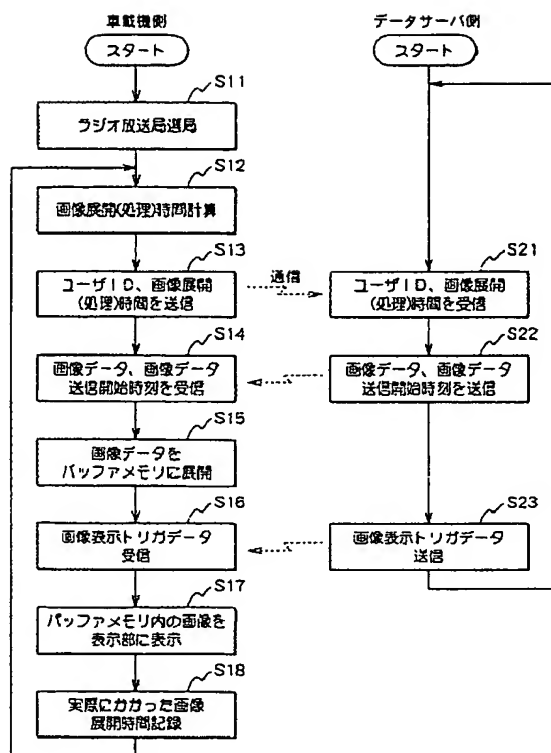 車載機側
スタート
S11
ラジオ放送局選局
S12
画像展開(処理)時間計算
S13
ユーザID、画像展開
(処理)時間を送信
S14
画像データ、画像データ
送信開始時刻を受信
S15
画像データを
バッファメモリに展開
S16
画像表示トリガデータ
受信
S17
バッファメモリ内の画像を
表示部に表示
S18
実際にかかった画像
展開時間記録
通信
データサーバ側
スタート
S21
ユーザID、画像展開
(処理)時間を受信
S22
画像データ、画像データ
送信開始時刻を送信
S23
画像表示トリガデータ
送信